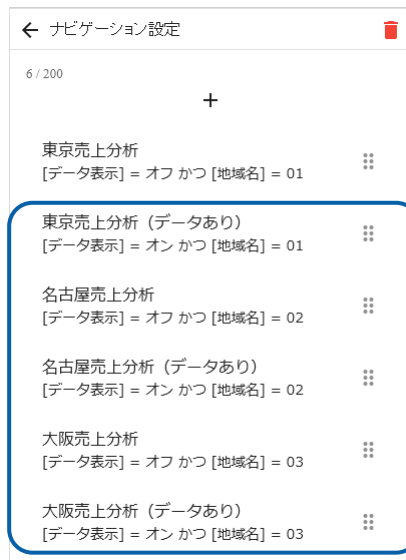 ナビゲーション設定
6 / 200
+
東京売上分析
[データ表示] = オフ かつ [地域名] = 01
東京売上分析（データあり）
[データ表示] = オン かつ [地域名] = 01
名古屋売上分析
[データ表示] = オフ かつ [地域名] = 02
名古屋売上分析（データあり）
[データ表示] = オン かつ [地域名] = 02
大阪売上分析
[データ表示] = オフ かつ [地域名] = 03
大阪売上分析（データあり）
[データ表示] = オン かつ [地域名] = 03